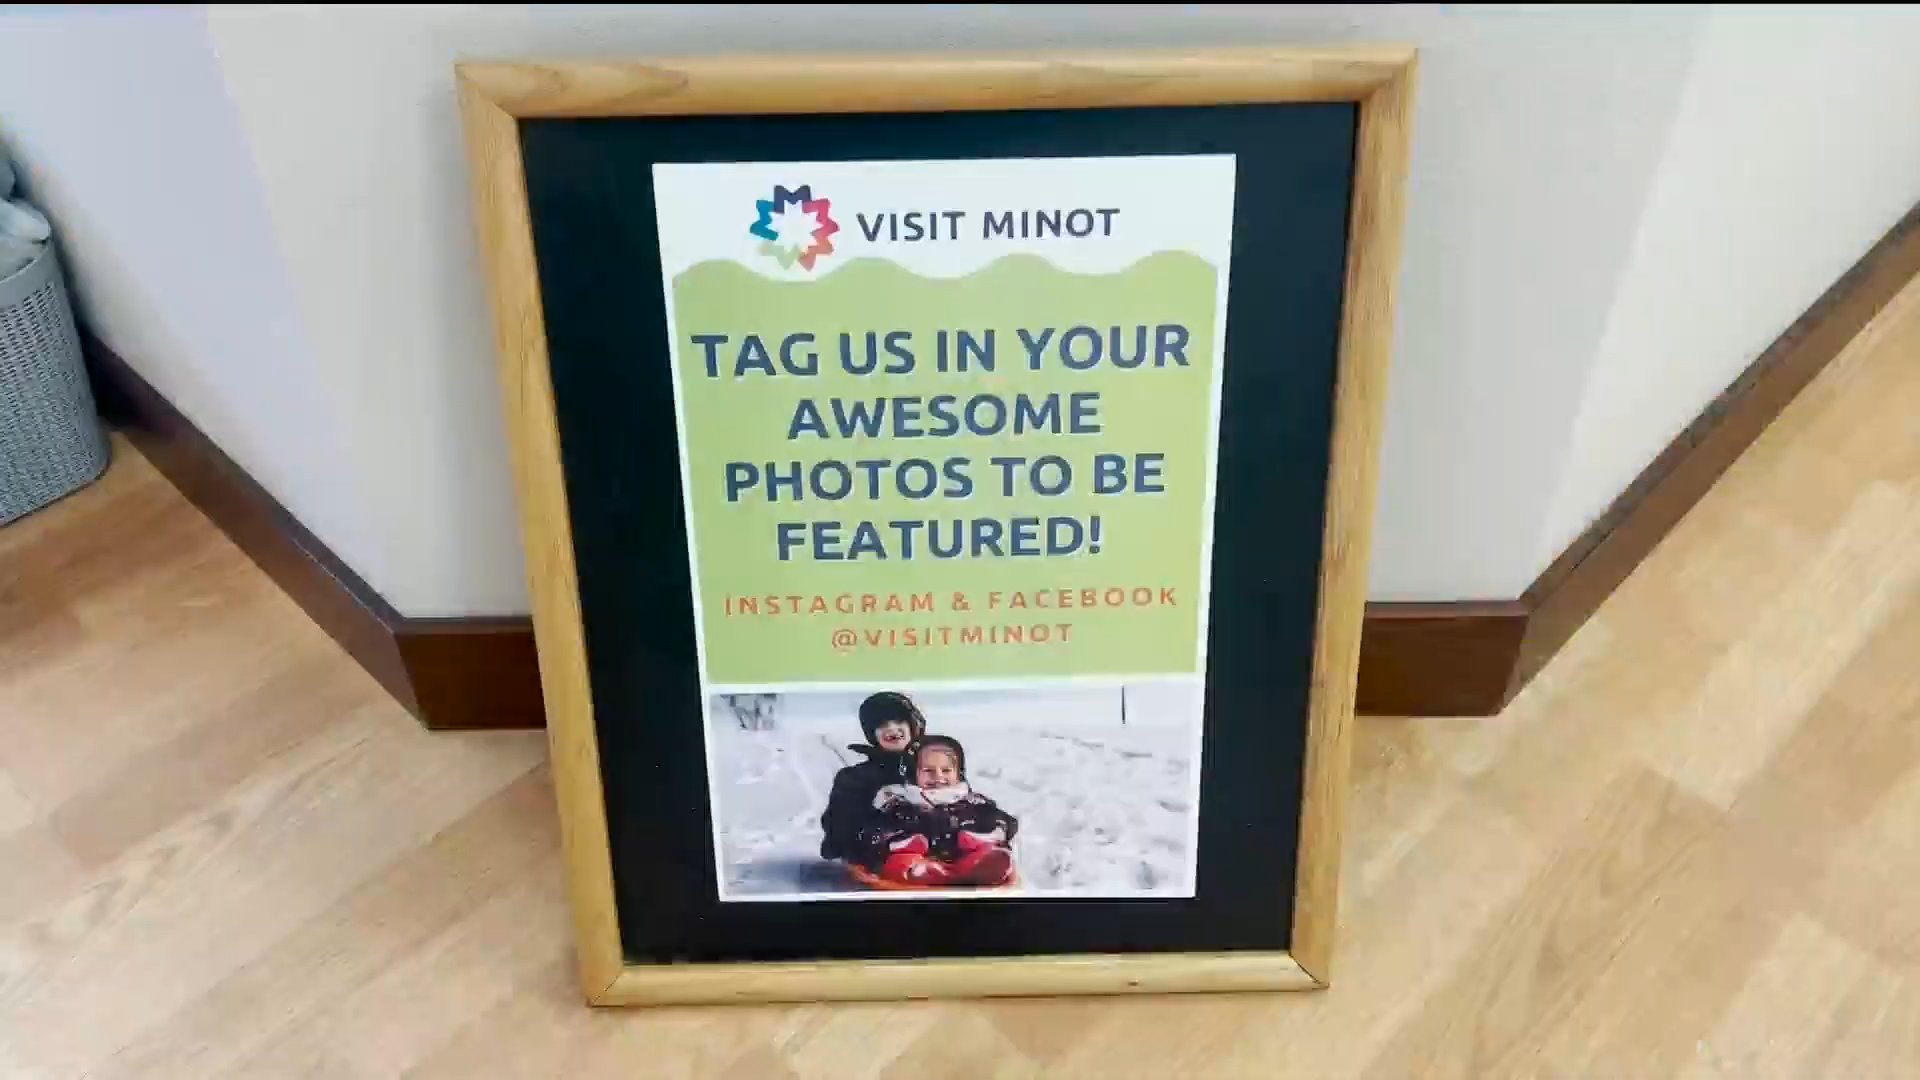 VISIT MINOT
TAG US IN YOUR
AWESOME
PHOTOS TO BE
FEATURED!
INSTAGRAM & FACEBOOK
@VISITMINOT